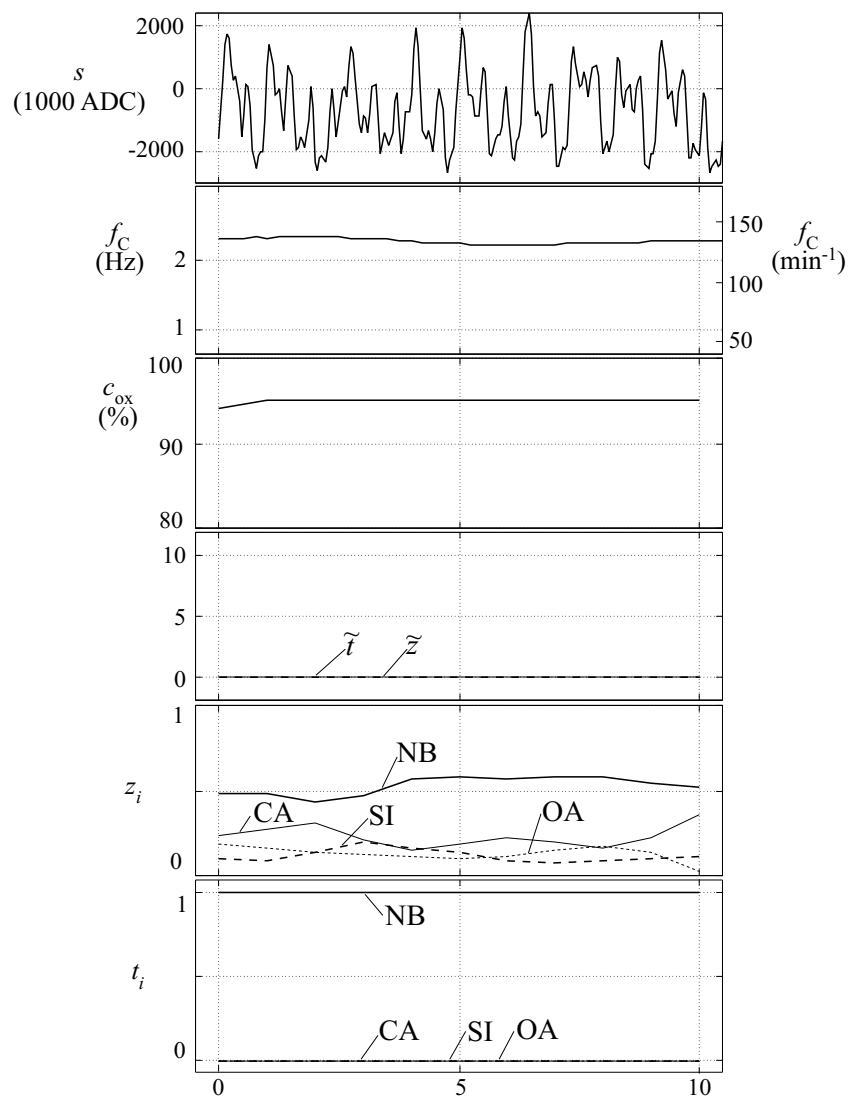 2000
s
(1000 ADC)
0
-2000
f_C
(Hz)
2
1
150
f_C
(min⁻¹)
100
50
100
c_ox
(%)
90
80
10
5
t̃ z̃
0
1
NB
z_i
CA SI OA
0
1
NB
t_i
CA SI OA
0
0 5 10